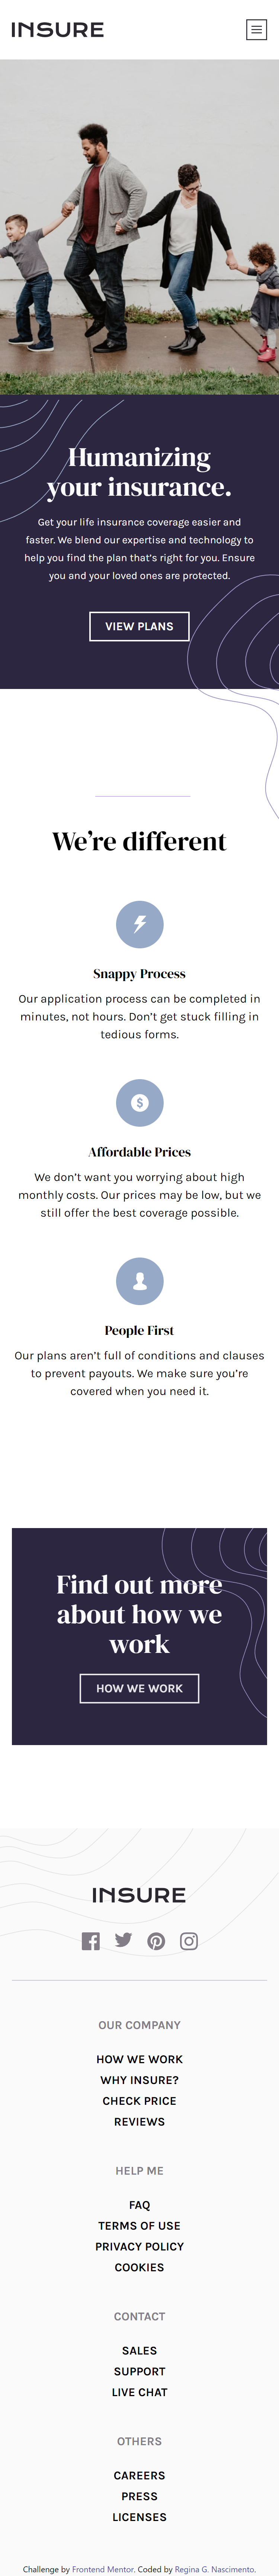 INSURE
Humanizing
your insurance.
Get your life insurance coverage easier and
faster. We blend our expertise and technology to
help you find the plan that’s right for you. Ensure
you and your loved ones are protected.
VIEW PLANS
We’re different
Snappy Process
Our application process can be completed in
minutes, not hours. Don’t get stuck filling in
tedious forms.
$
Affordable Prices
We don’t want you worrying about high
monthly costs. Our prices may be low, but we
still offer the best coverage possible.
People First
Our plans aren’t full of conditions and clauses
to prevent payouts. We make sure you’re
covered when you need it.
Find out more
about how we
work
HOW WE WORK
INSURE
OUR COMPANY
HOW WE WORK
WHY INSURE?
CHECK PRICE
REVIEWS
HELP ME
FAQ
TERMS OF USE
PRIVACY POLICY
COOKIES
CONTACT
SALES
SUPPORT
LIVE CHAT
OTHERS
CAREERS
PRESS
LICENSES
Challenge by Frontend Mentor. Coded by Regina G. Nascimento.